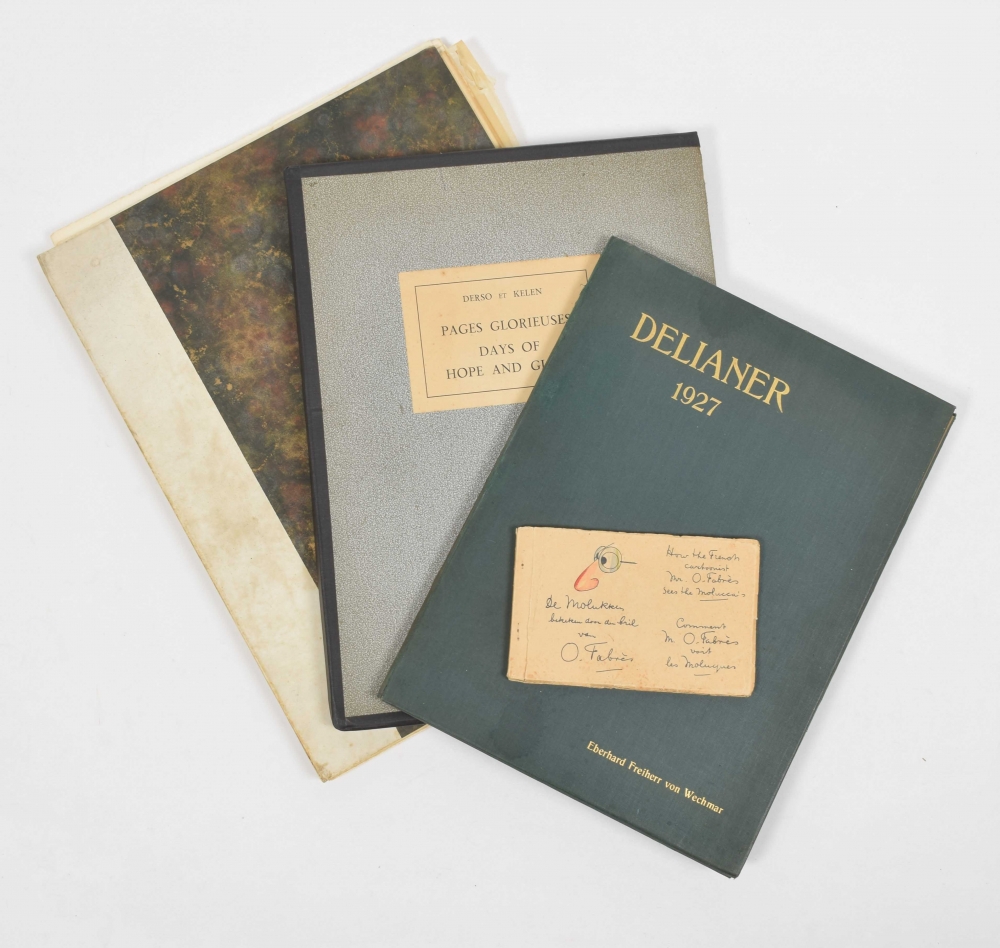 DERSO ET KELEN
PAGES GLORIEUSES
DAYS OF
HOPE AND
DELIANER
1927
De Molukken
bekeken door den bril
van
O. Fabrès
How the French
cartoonist
Mr. O. Fabrès
sees the Molucca's
Comment
M. O. Fabrès
voit
les Moluques
Eberhard Freiherr von Wechmar